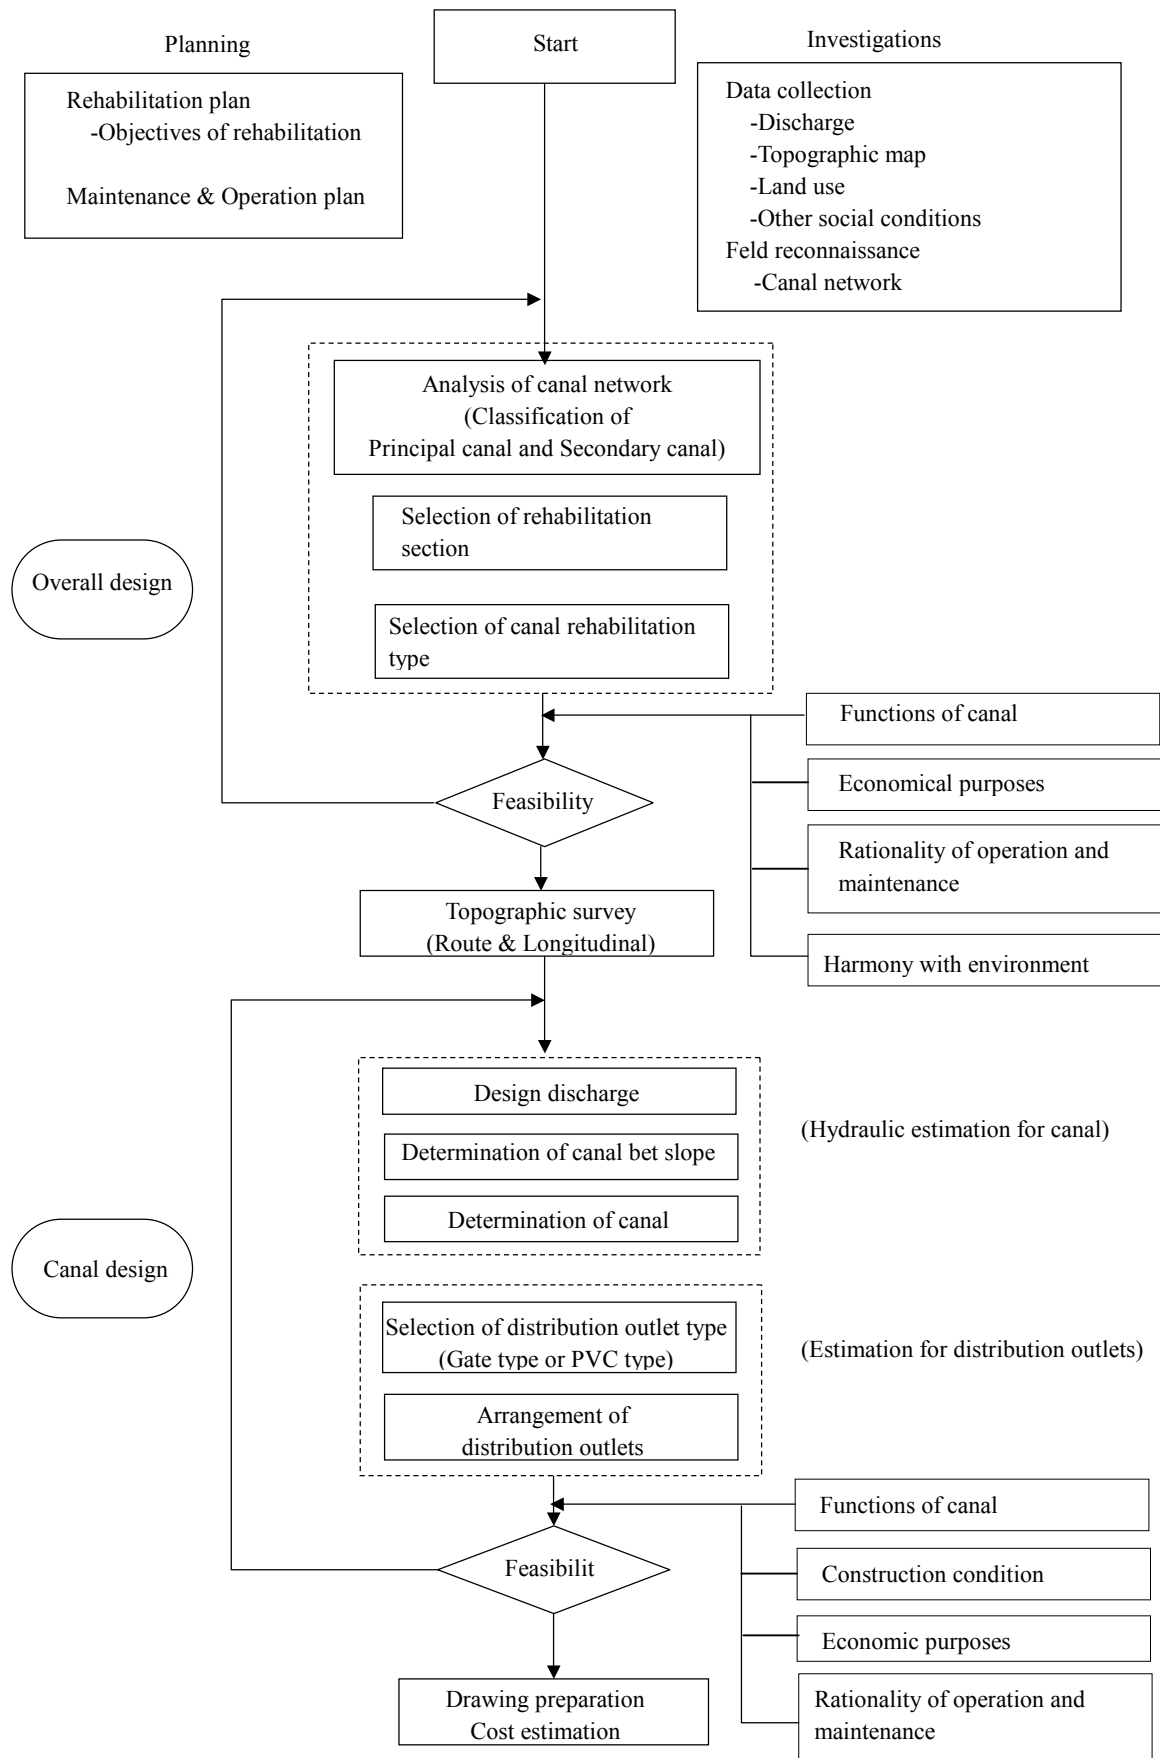 Planning
Start
Investigations
Rehabilitation plan
-Objectives of rehabilitation
Maintenance & Operation plan
Data collection
-Discharge
-Topographic map
-Land use
-Other social conditions
Feld reconnaissance
-Canal network
Analysis of canal network
(Classification of
Principal canal and Secondary canal)
Selection of rehabilitation
section
Overall design
Selection of canal rehabilitation
type
Functions of canal
Feasibility
Economical purposes
Rationality of operation and
maintenance
Topographic survey
(Route & Longitudinal)
Harmony with environment
Design discharge
(Hydraulic estimation for canal)
Determination of canal bet slope
Determination of canal
Canal design
Selection of distribution outlet type
(Gate type or PVC type)
(Estimation for distribution outlets)
Arrangement of
distribution outlets
Functions of canal
Feasibilit
Construction condition
Economic purposes
Drawing preparation
Cost estimation
Rationality of operation and
maintenance